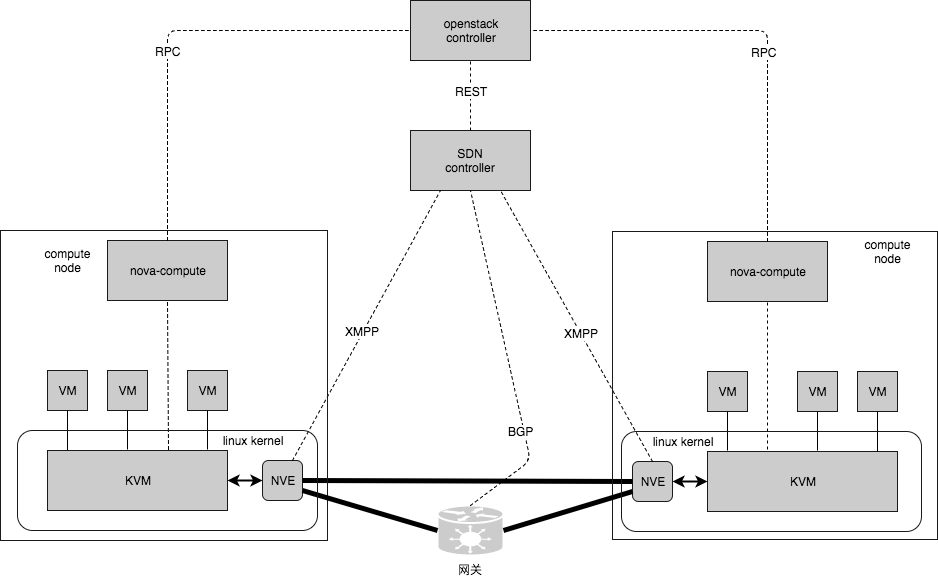 openstack
controller
RPC
RPC
REST
SDN
controller
compute
node
nova-compute
nova-compute
compute
node
XMPP
XMPP
VM
VM
VM
VM
VM
VM
BGP
linux kernel
linux kernel
KVM
NVE
NVE
KVM
网关